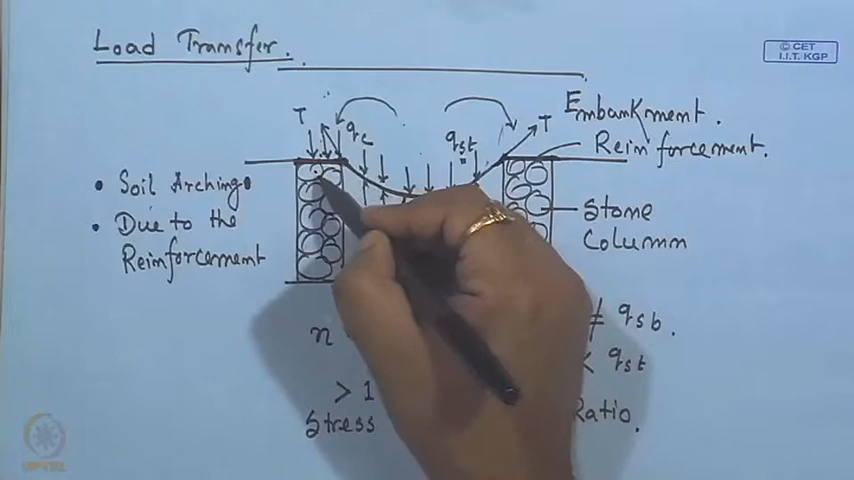 Load Transfer.
© CET
I.I.T. KGP
Embankment.
T
qc
qst
T
Reinforcement.
• Soil Arching
• Due to the
Reinforcement
Stone
Column
n
≠ qsb.
< qst
> 1
Stress
Ratio.